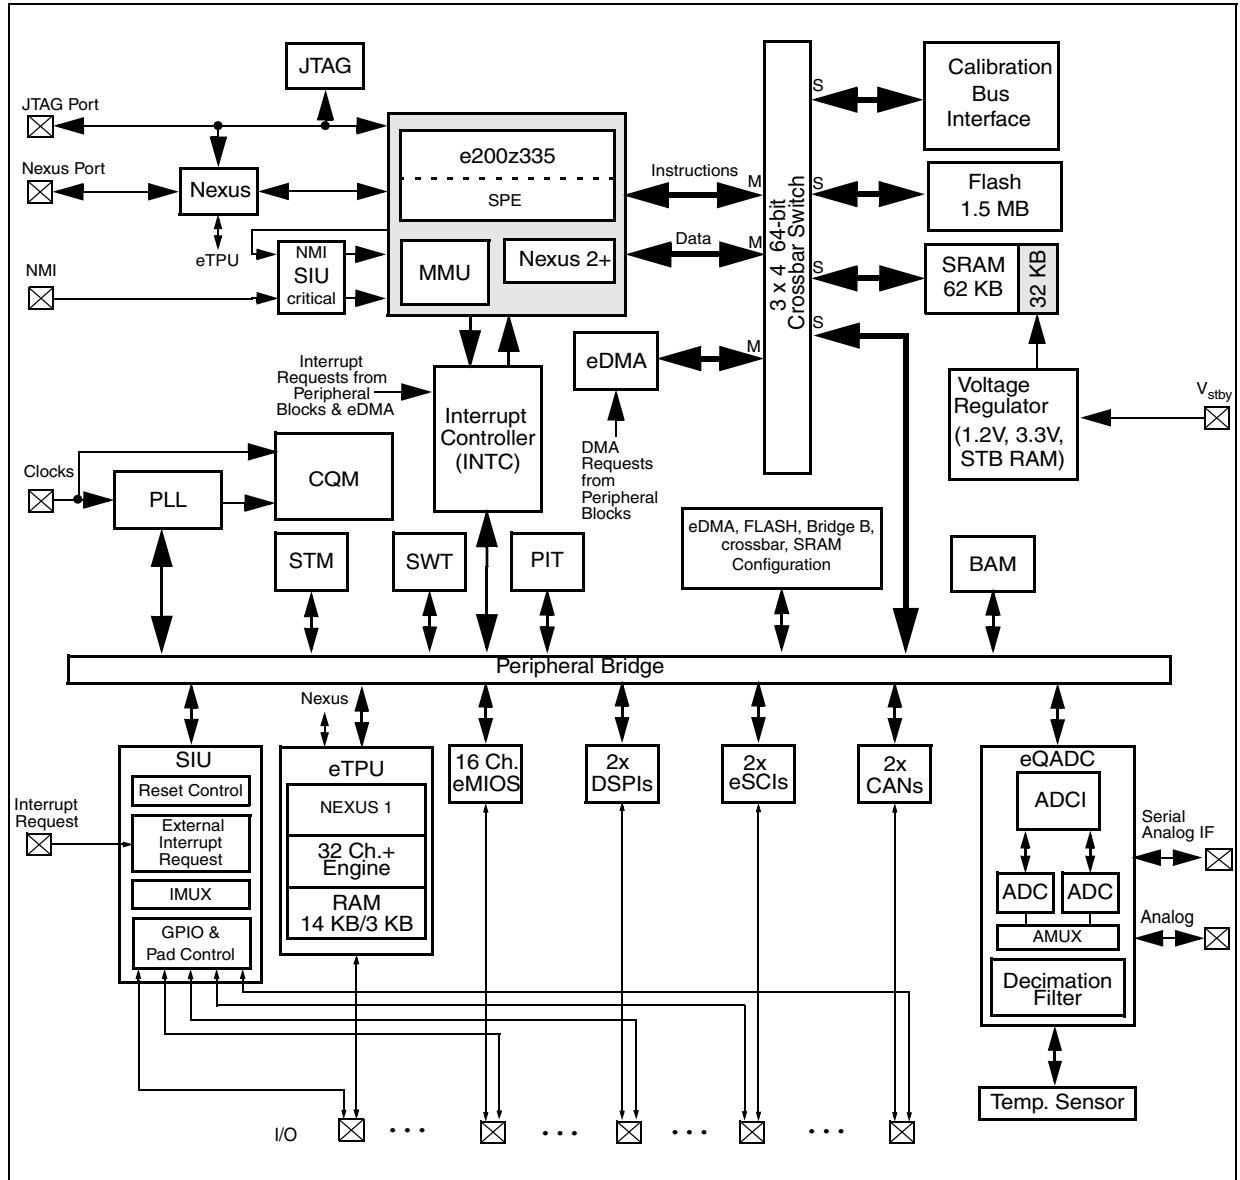 JTAG
JTAG Port
Nexus Port
Nexus
eTPU
NMI
NMI
SIU
critical
e200z335
SPE
MMU
Nexus 2+
Instructions
M
Data
M
3 x 4 64-bit
Crossbar Switch
S
Calibration
Bus
Interface
S
Flash
1.5 MB
S
SRAM
62 KB
32 KB
S
eDMA
M
DMA
Requests
from
Peripheral
Blocks
Interrupt
Requests from
Peripheral
Blocks & eDMA
Interrupt
Controller
(INTC)
Voltage
Regulator
(1.2V, 3.3V,
STB RAM)
Vstby
Clocks
PLL
CQM
STM
SWT
PIT
eDMA, FLASH, Bridge B,
crossbar, SRAM
Configuration
BAM
Peripheral Bridge
Nexus
SIU
Reset Control
External
Interrupt
Request
IMUX
GPIO &
Pad Control
Interrupt
Request
eTPU
NEXUS 1
32 Ch.+
Engine
RAM
14 KB/3 KB
16 Ch.
eMIOS
2x
DSPIs
2x
eSCIs
2x
CANs
eQADC
ADCI
ADC
ADC
AMUX
Decimation
Filter
Serial
Analog IF
Analog
Temp. Sensor
I/O